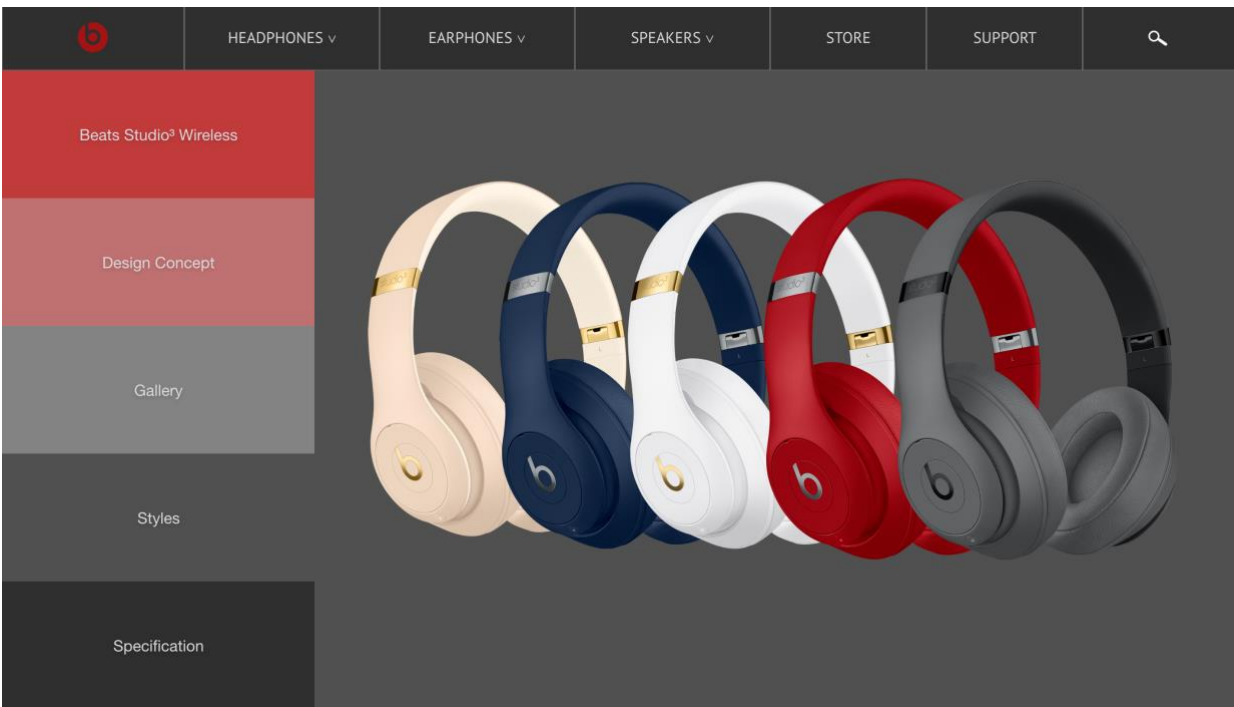 HEADPHONES ∨
EARPHONES ∨
SPEAKERS ∨
STORE
SUPPORT
Beats Studio³ Wireless
Design Concept
Gallery
Styles
Specification